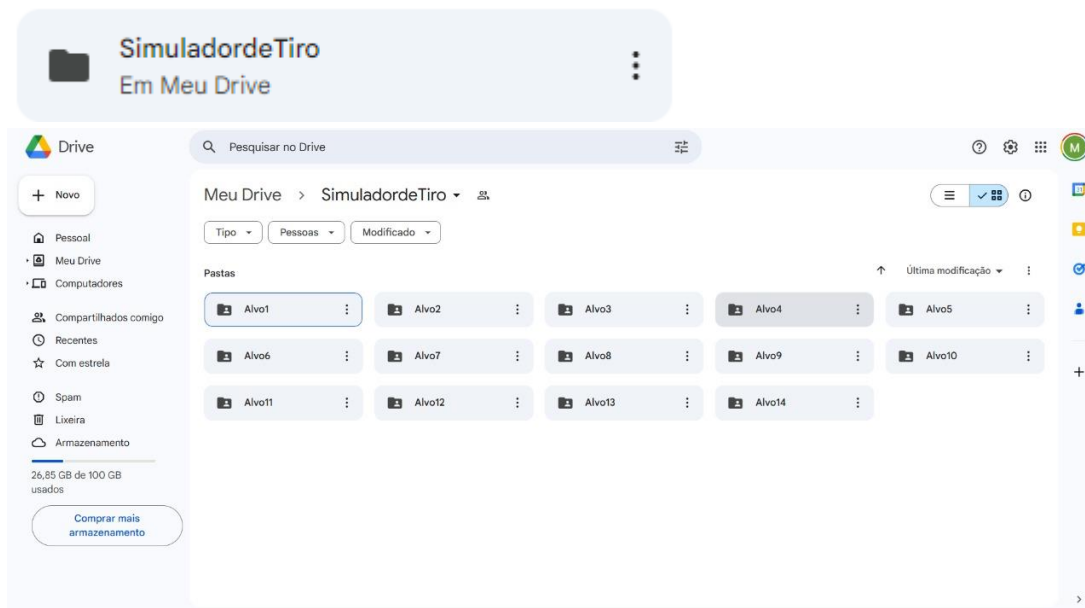 SimuladordeTiro
Em Meu Drive
Drive
Pesquisar no Drive
M
Novo
Meu Drive > SimuladordeTiro
Tipo Pessoas Modificado
Pessoal
Meu Drive
Computadores
Compartilhados comigo
Recentes
Com estrela
Spam
Lixeira
Armazenamento
26,85 GB de 100 GB
usados
Comprar mais
armazenamento
Pastas
Última modificação
Alvo1 Alvo2 Alvo3 Alvo4 Alvo5
Alvo6 Alvo7 Alvo8 Alvo9 Alvo10
Alvo11 Alvo12 Alvo13 Alvo14
31